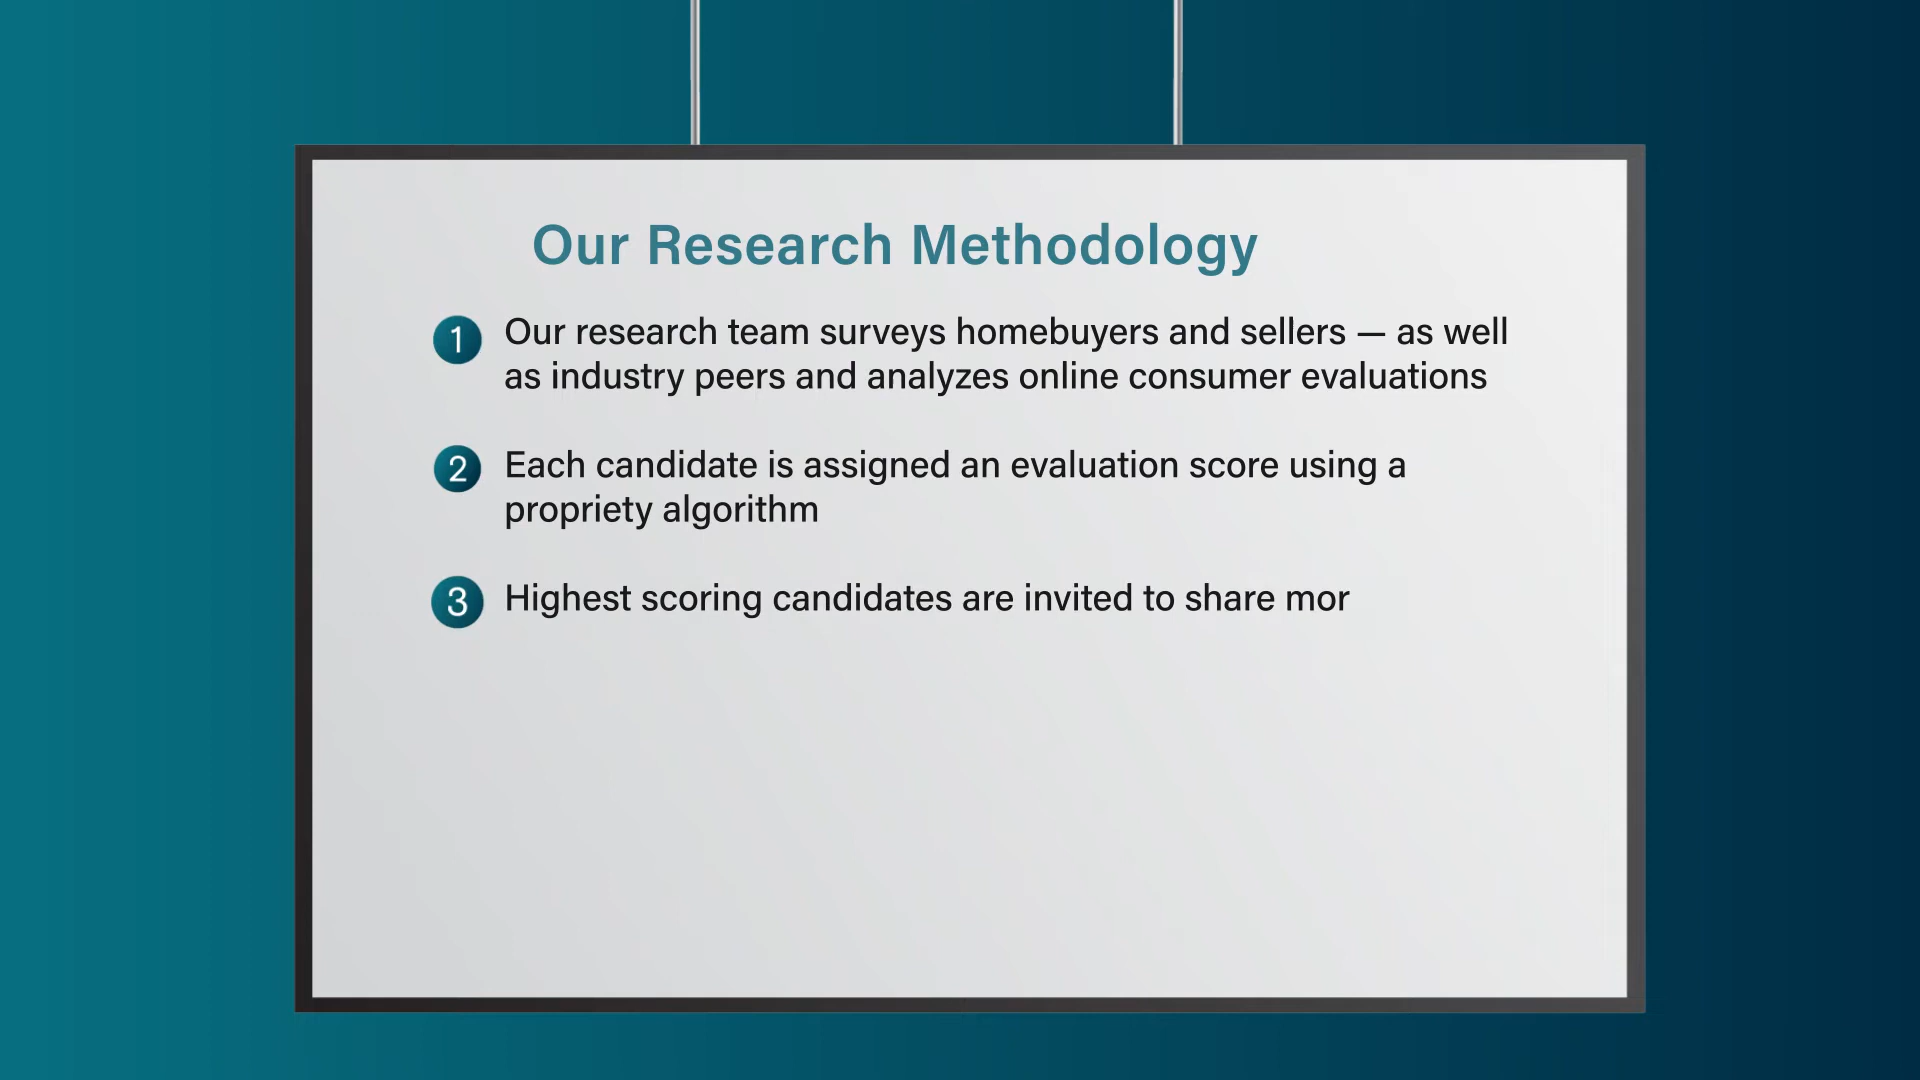 Our Research Methodology
1 Our research team surveys homebuyers and sellers — as well
as industry peers and analyzes online consumer evaluations
2 Each candidate is assigned an evaluation score using a
propriety algorithm
3 Highest scoring candidates are invited to share mor